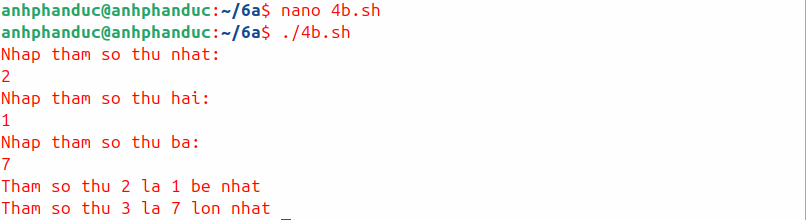 anhphanduc@anhphanduc:~/6a$ nano 4b.sh
anhphanduc@anhphanduc:~/6a$ ./4b.sh
Nhap tham so thu nhat:
2
Nhap tham so thu hai:
1
Nhap tham so thu ba:
7
Tham so thu 2 la 1 be nhat
Tham so thu 3 la 7 lon nhat